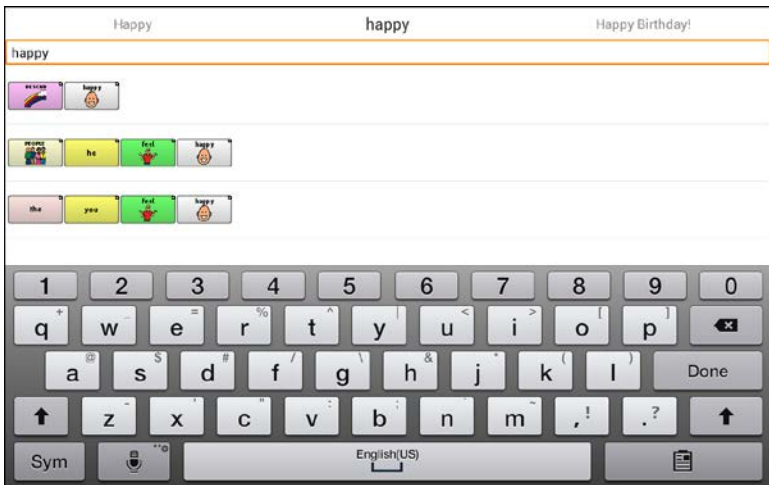 Happy happy Happy Birthday!
happy
DESCRIBE happy
PEOPLE he feel happy
the you feel happy
1 2 3 4 5 6 7 8 9 0
+ _ = % ^ | < > [ ]
q w e r t y u i o p
@ $ # / \ & * ( )
a s d f g h j k l Done
- ' " : ; ~ ! ?
z x c v b n m , .
Sym English(US)